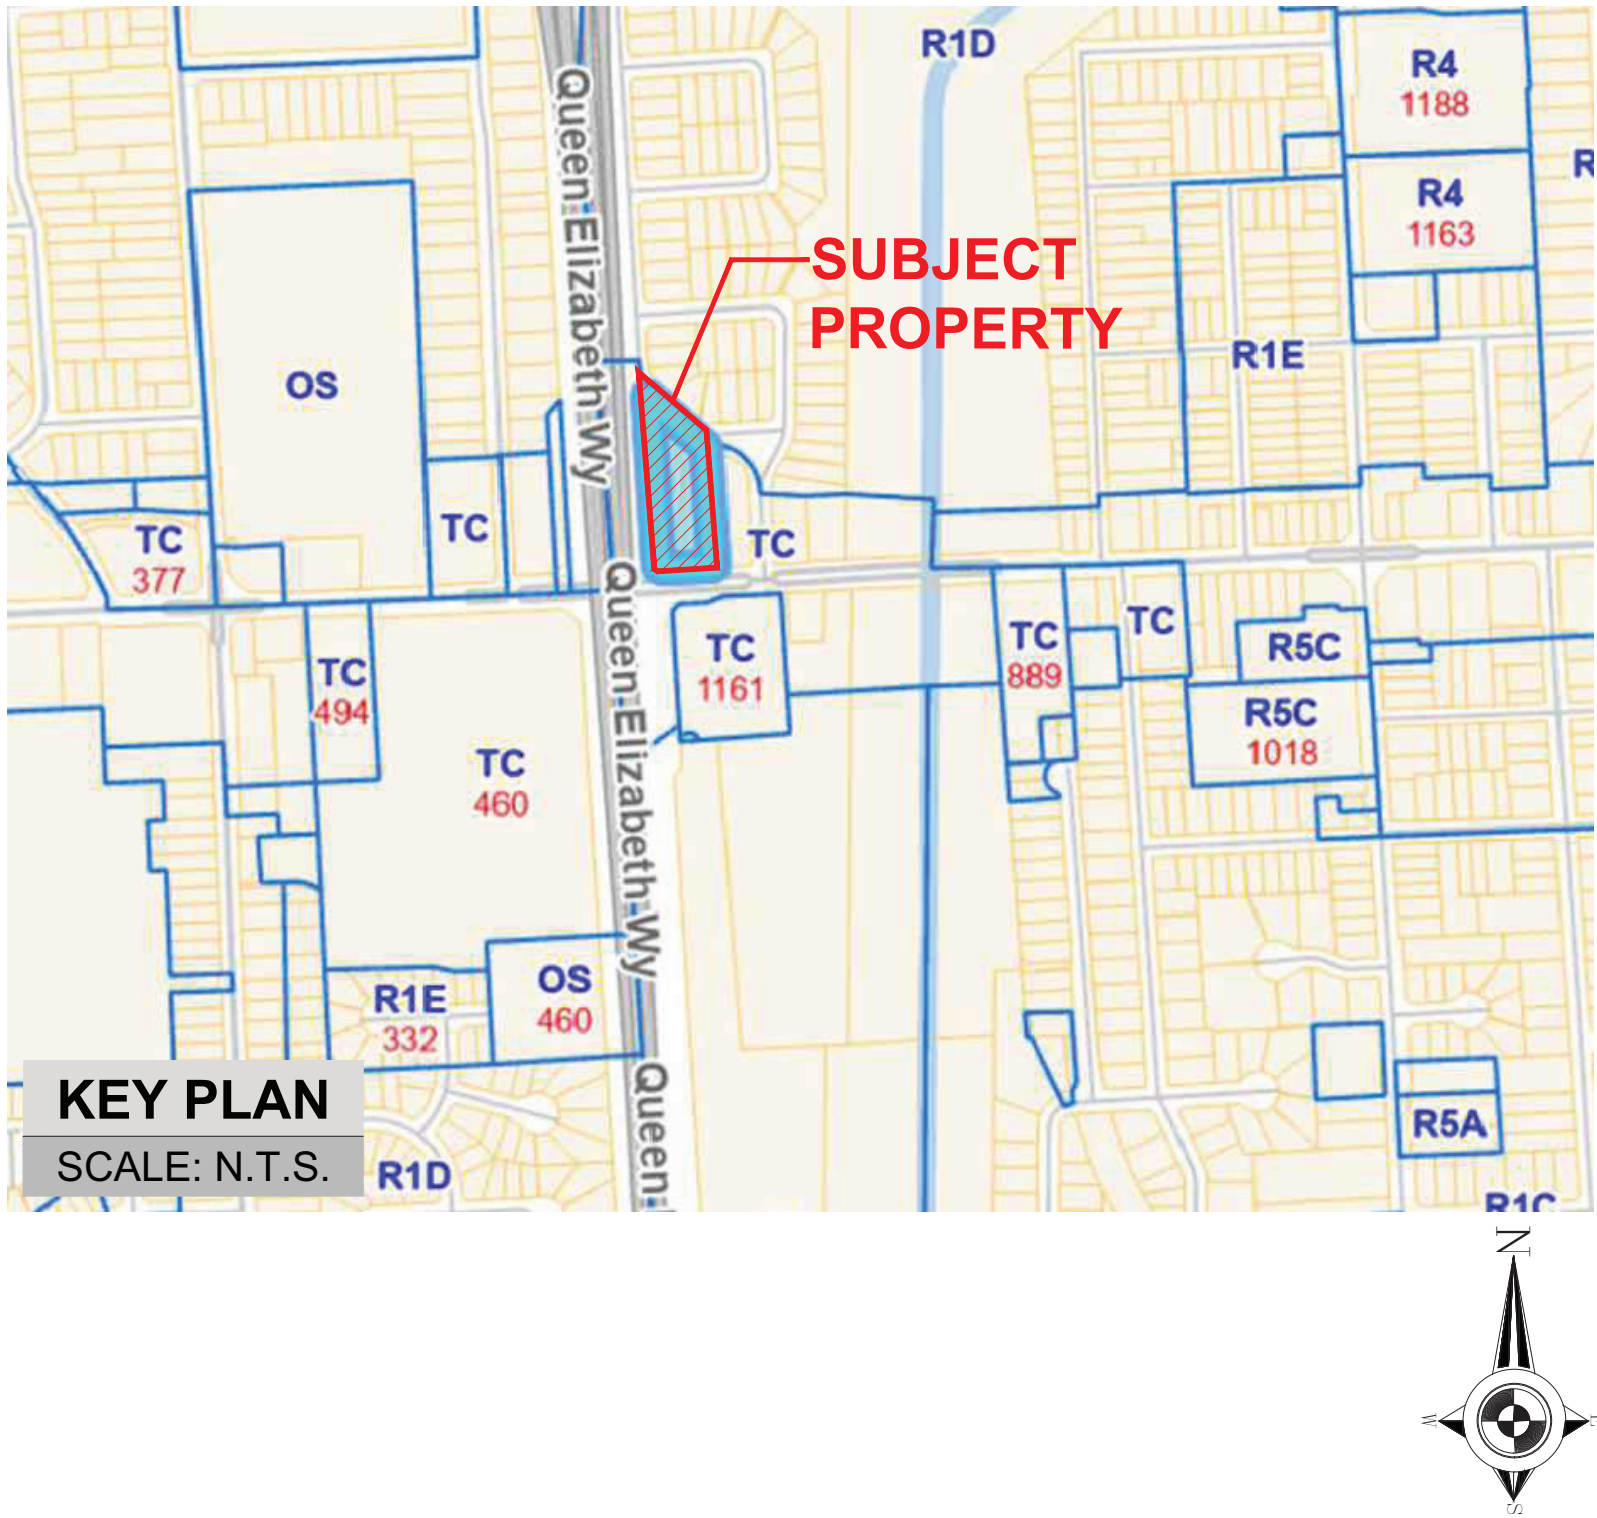 R1D
R4
1188
R
R4
1163
Queen Elizabeth Wy
SUBJECT
PROPERTY
R1E
OS
TC
377
TC
TC
Queen Elizabeth Wy
TC
494
TC
1161
TC
889
TC
R5C
R5C
1018
TC
460
R1E
332
OS
460
Queen
KEY PLAN
SCALE: N.T.S.
R1D
R5A
R1C
N
W
E
S